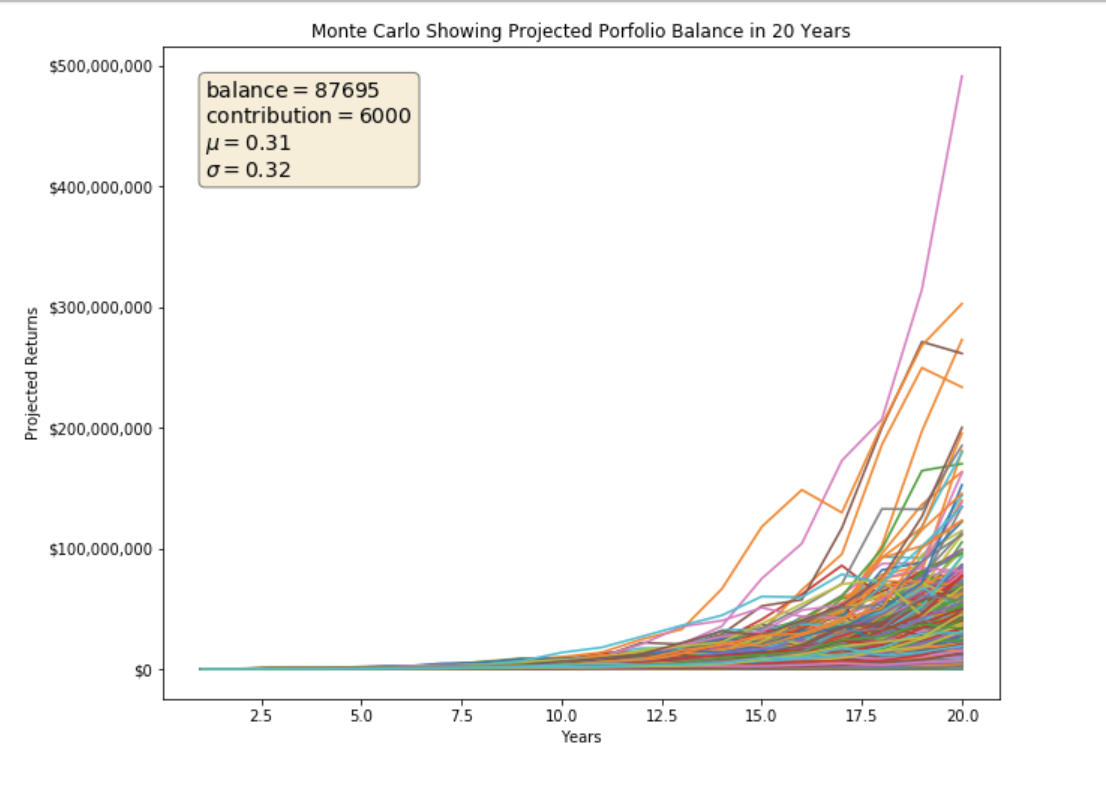 Monte Carlo Showing Projected Porfolio Balance in 20 Years
$500,000,000
balance = 87695
contribution = 6000
μ = 0.31
σ = 0.32
$400,000,000
$300,000,000
Projected Returns
$200,000,000
$100,000,000
$0
2.5 5.0 7.5 10.0 12.5 15.0 17.5 20.0
Years